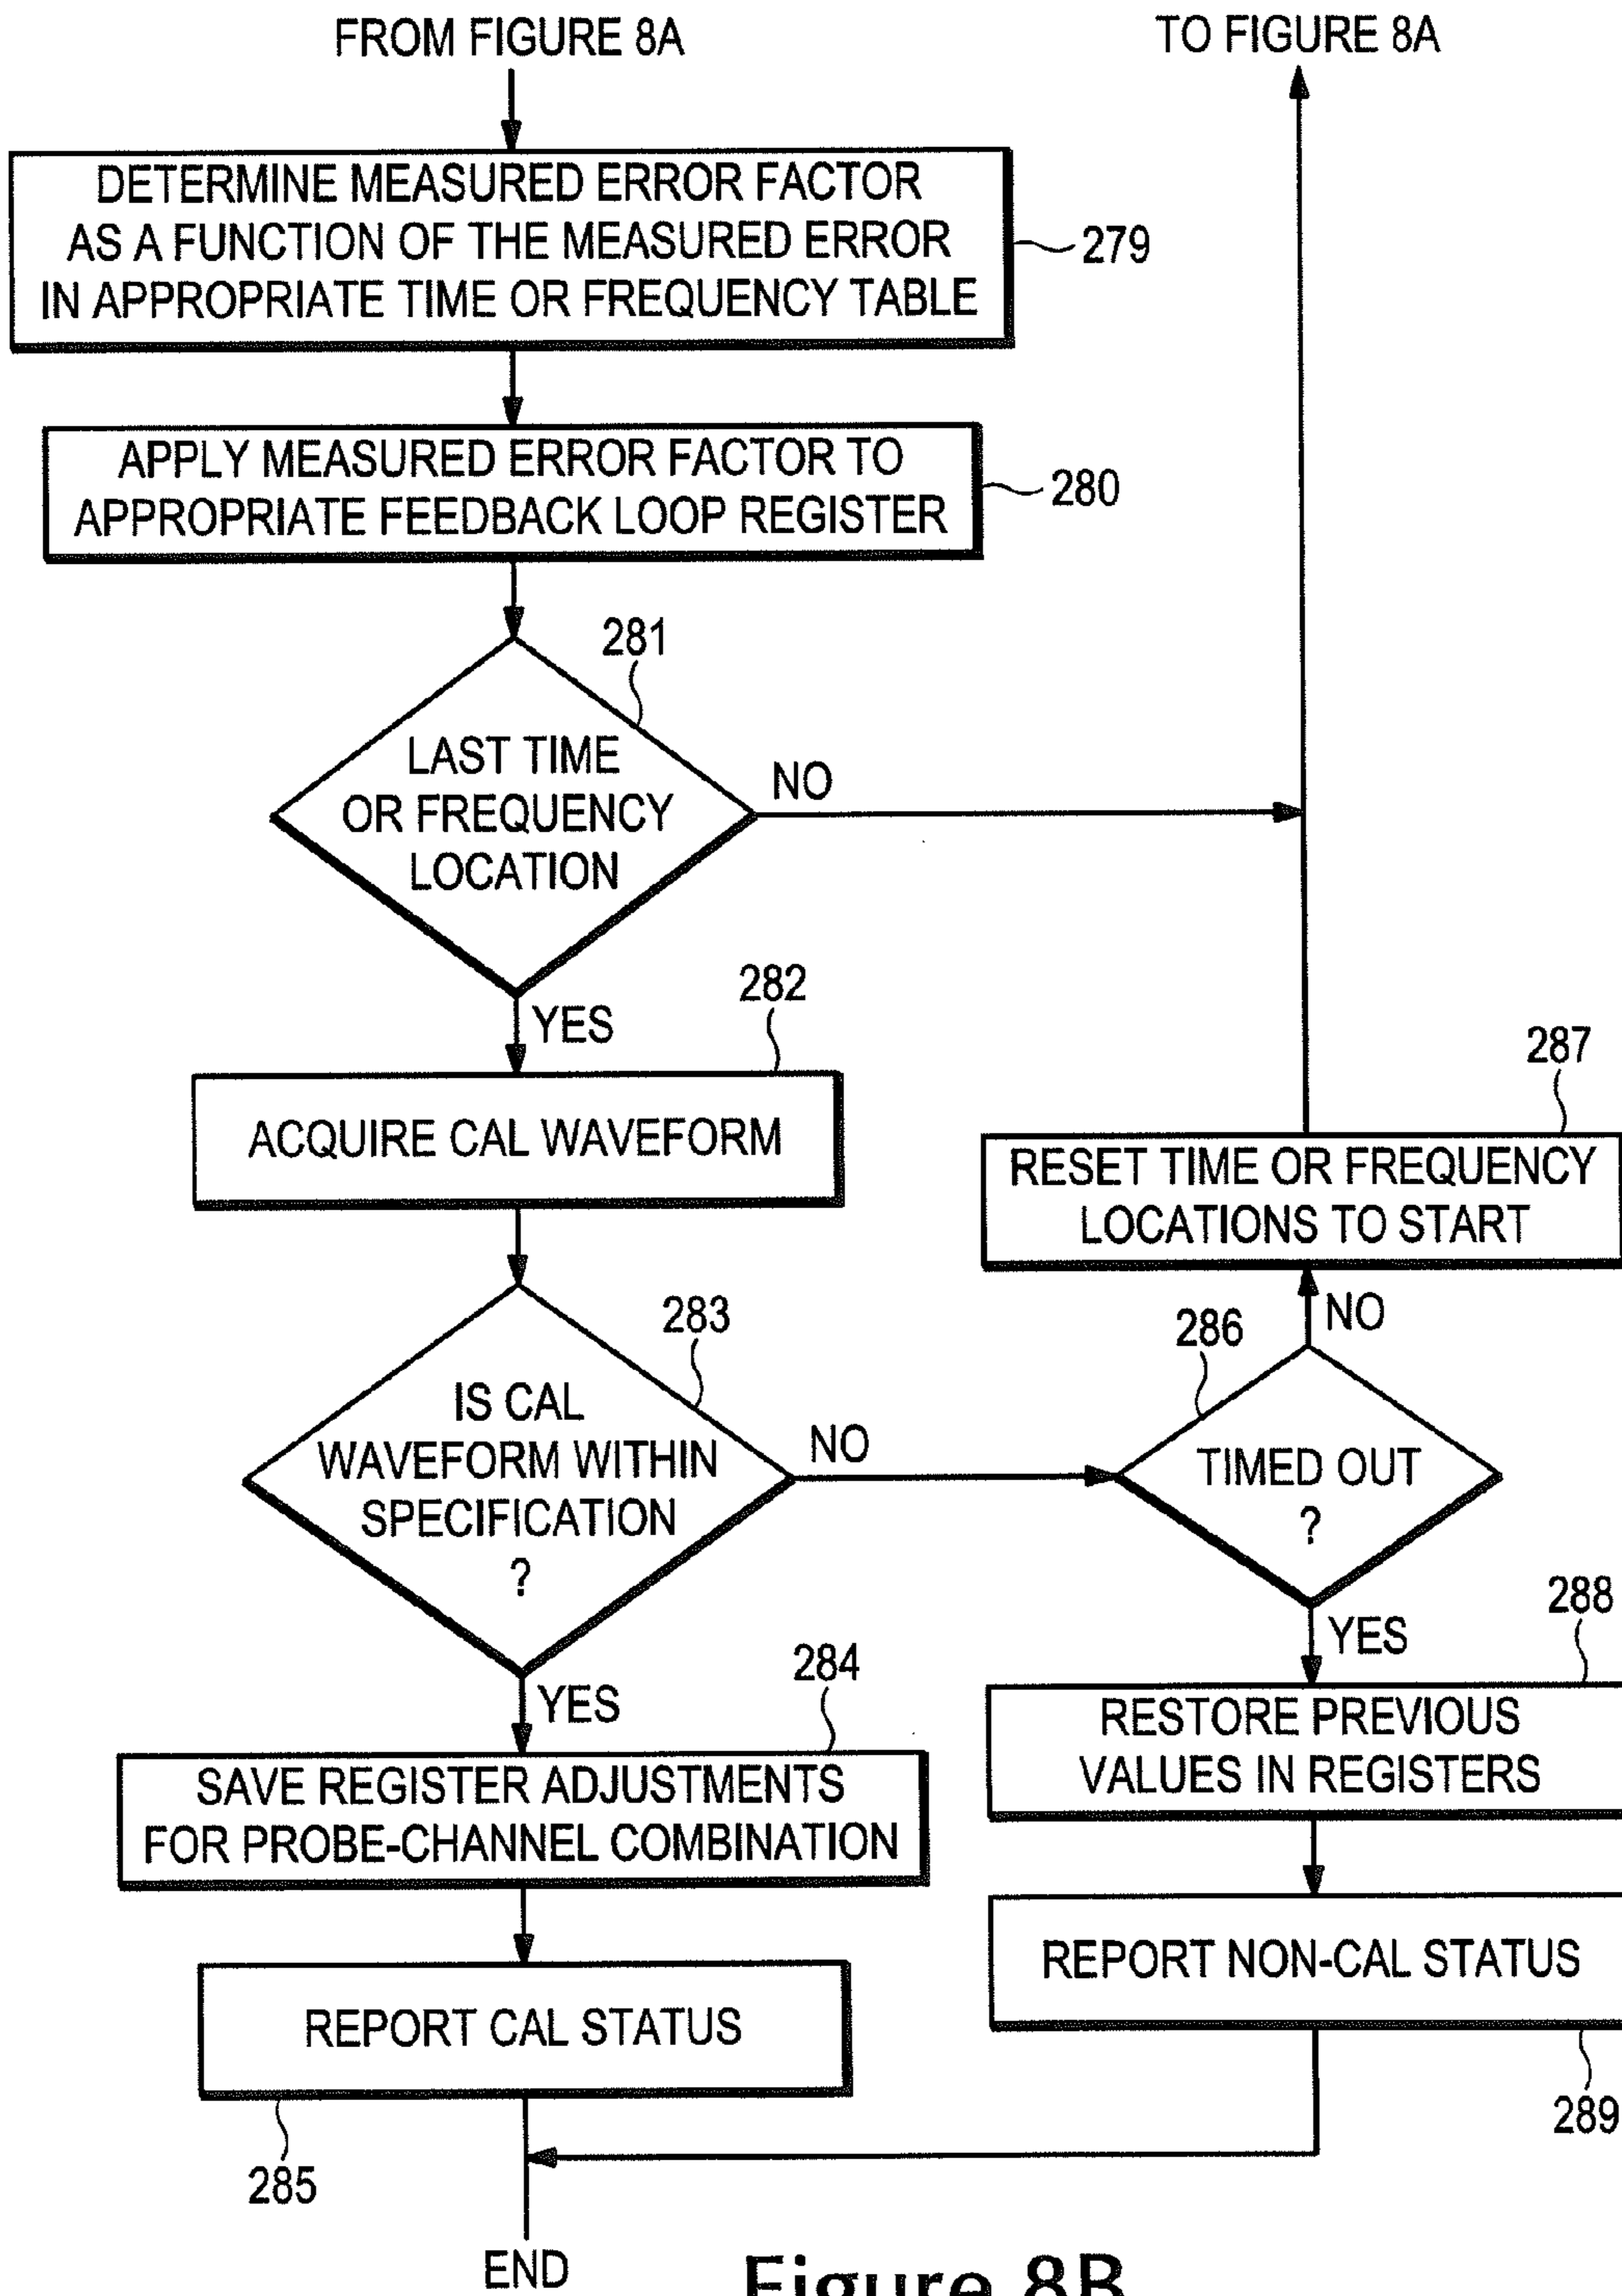 FROM FIGURE 8A
TO FIGURE 8A
DETERMINE MEASURED ERROR FACTOR
AS A FUNCTION OF THE MEASURED ERROR
IN APPROPRIATE TIME OR FREQUENCY TABLE
279
APPLY MEASURED ERROR FACTOR TO
APPROPRIATE FEEDBACK LOOP REGISTER
280
281
LAST TIME
OR FREQUENCY
LOCATION
NO
YES
282
ACQUIRE CAL WAVEFORM
287
RESET TIME OR FREQUENCY
LOCATIONS TO START
283
IS CAL
WAVEFORM WITHIN
SPECIFICATION
?
NO
286
NO
TIMED OUT
?
YES
YES
284
SAVE REGISTER ADJUSTMENTS
FOR PROBE-CHANNEL COMBINATION
288
RESTORE PREVIOUS
VALUES IN REGISTERS
REPORT CAL STATUS
285
REPORT NON-CAL STATUS
289
END
Figure 8B